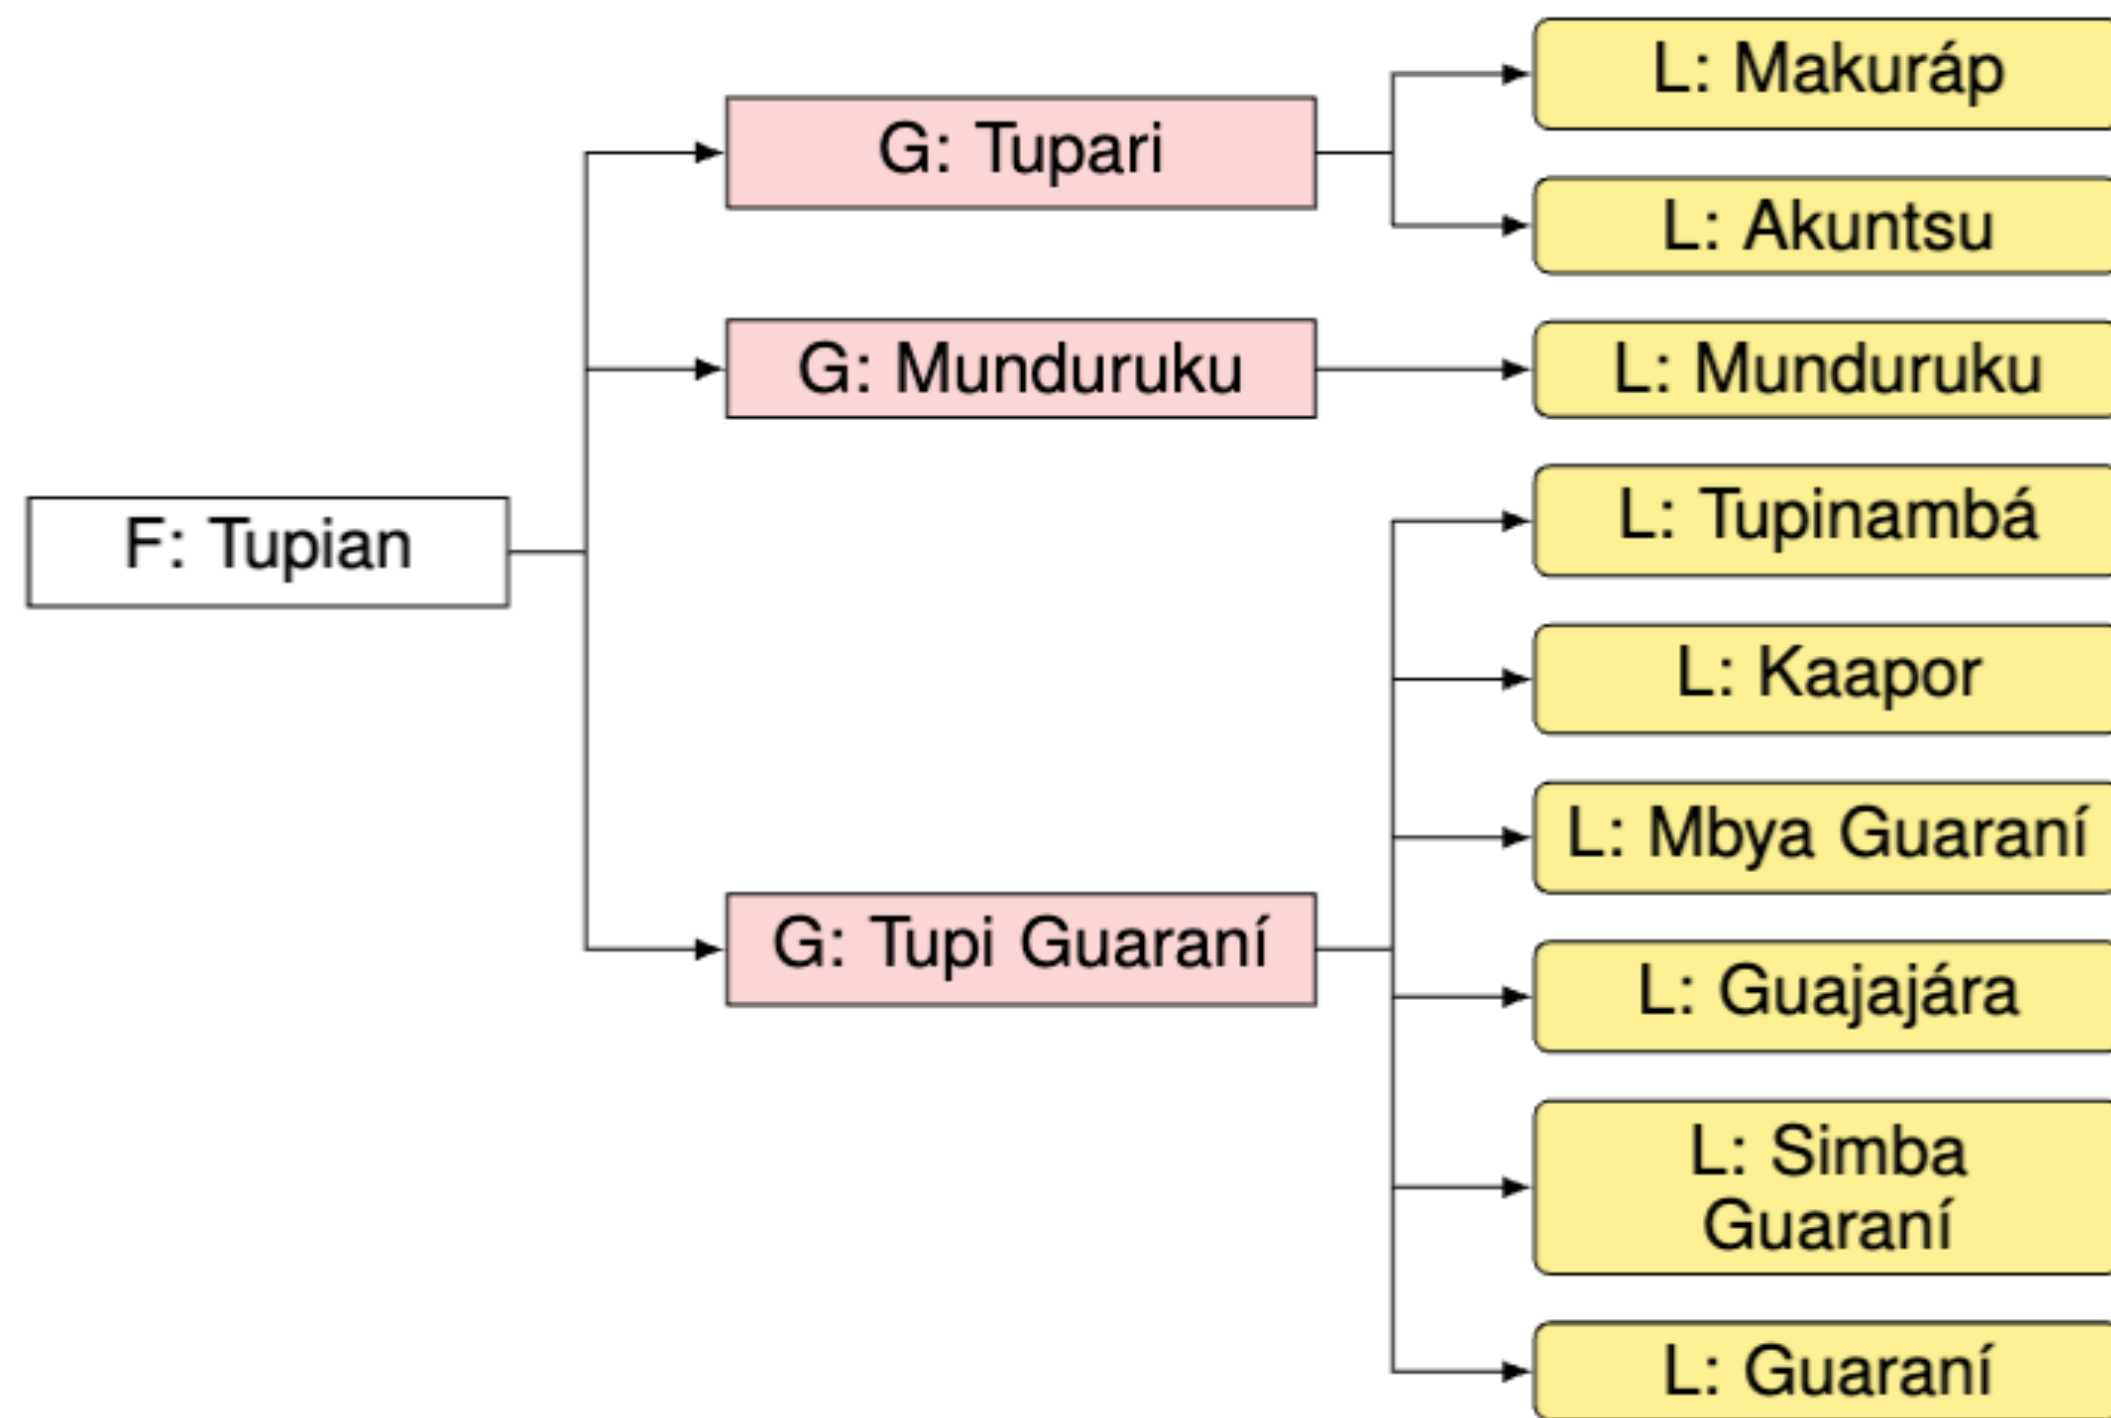 F: Tupian
G: Tupari
G: Munduruku
G: Tupi Guaraní
L: Makuráp
L: Akuntsu
L: Munduruku
L: Tupinambá
L: Kaapor
L: Mbya Guaraní
L: Guajajára
L: Simba
Guaraní
L: Guaraní